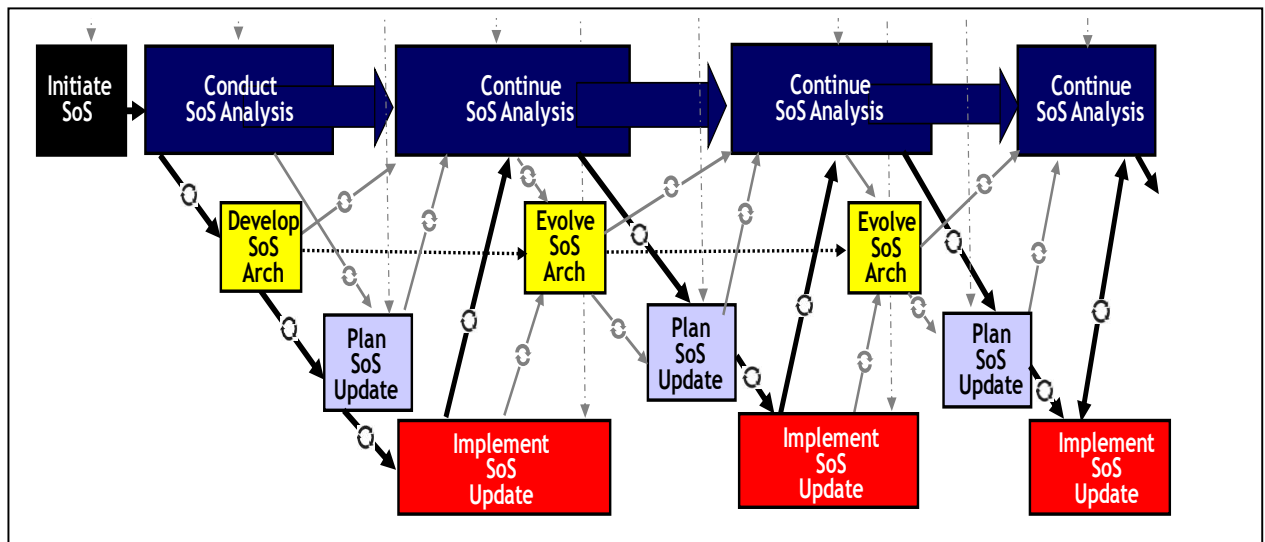 Initiate
SoS
Conduct
SoS Analysis
Continue
SoS Analysis
Continue
SoS Analysis
Continue
SoS Analysis
Develop
SoS
Arch
Evolve
SoS
Arch
Evolve
SoS
Arch
Plan
SoS
Update
Plan
SoS
Update
Plan
SoS
Update
Implement
SoS
Update
Implement
SoS
Update
Implement
SoS
Update